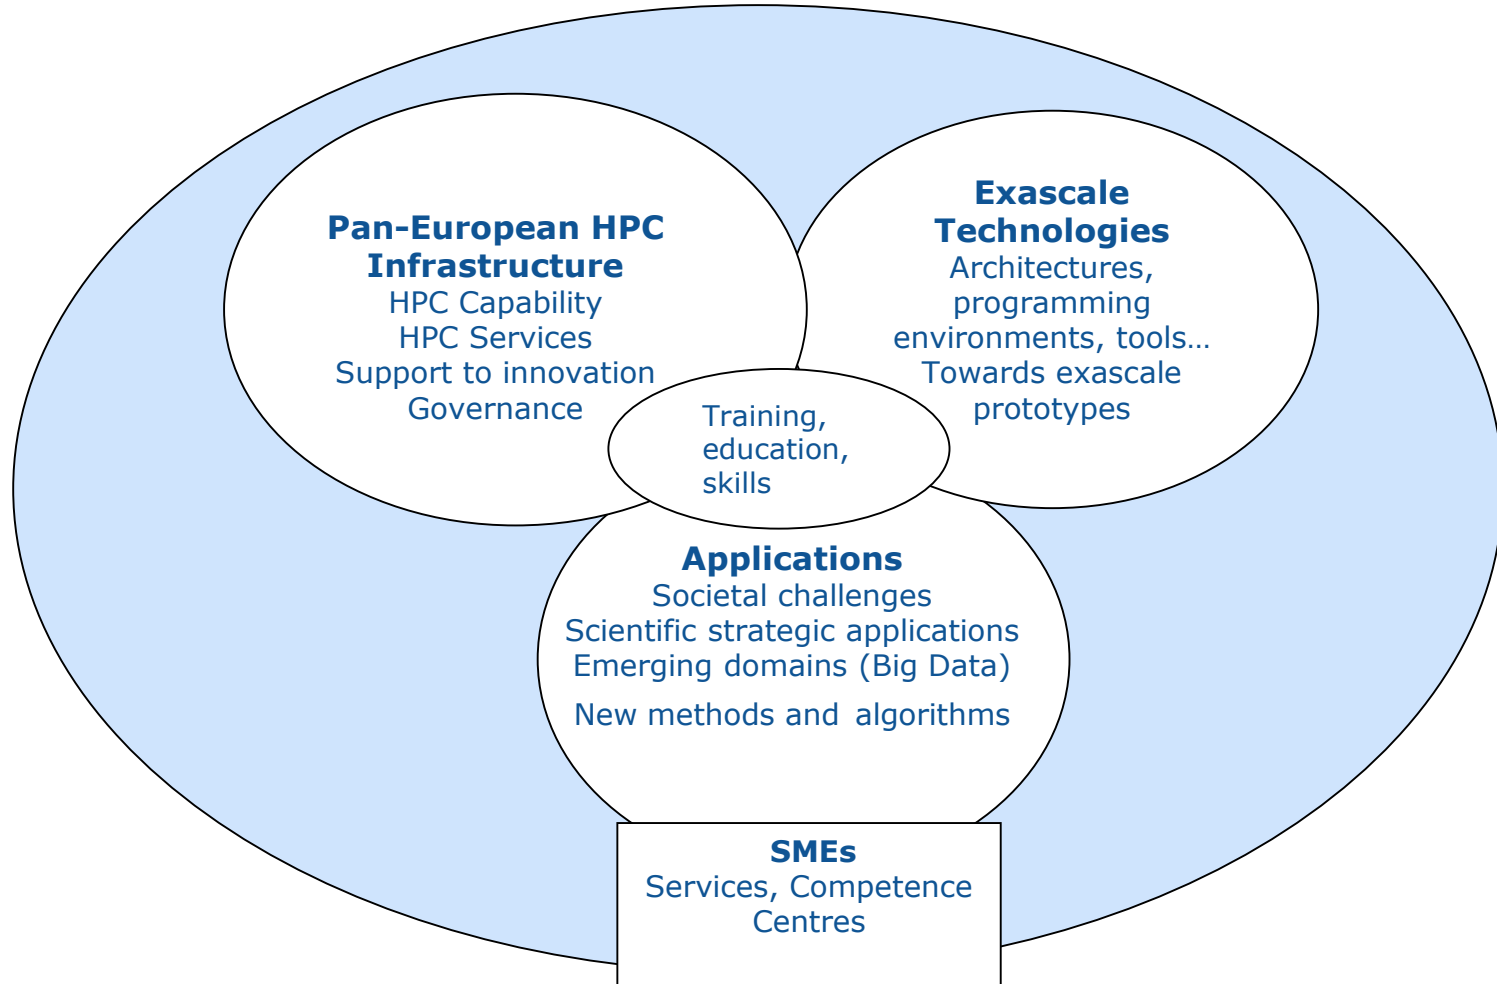 Pan-European HPC
Infrastructure
HPC Capability
HPC Services
Support to innovation
Governance
Exascale
Technologies
Architectures,
programming
environments, tools…
Towards exascale
prototypes
Training,
education,
skills
Applications
Societal challenges
Scientific strategic applications
Emerging domains (Big Data)
New methods and algorithms
SMEs
Services, Competence
Centres